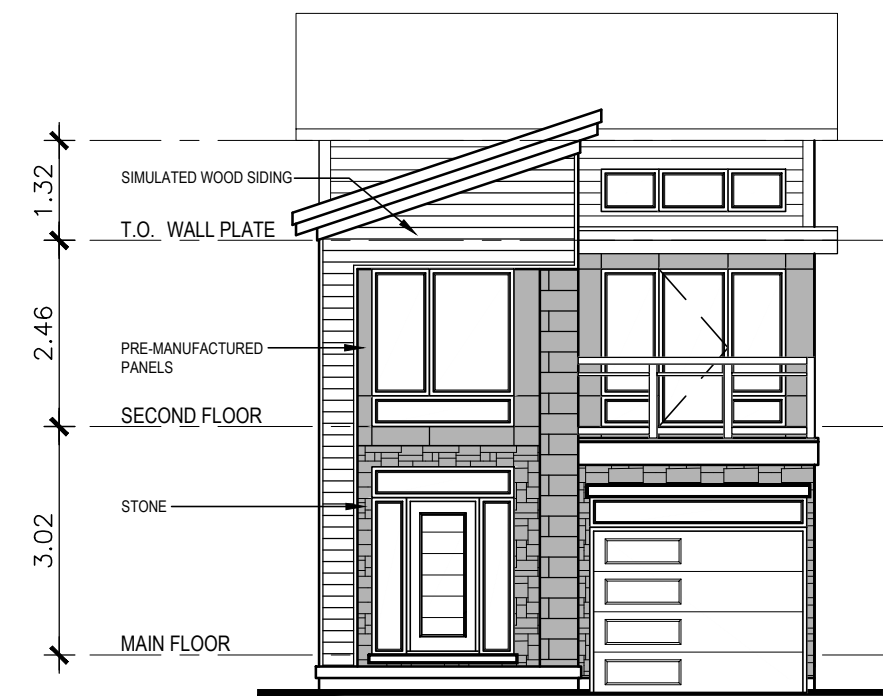 1.32
SIMULATED WOOD SIDING
T.O. WALL PLATE
2.46
PRE-MANUFACTURED
PANELS
SECOND FLOOR
STONE
3.02
MAIN FLOOR